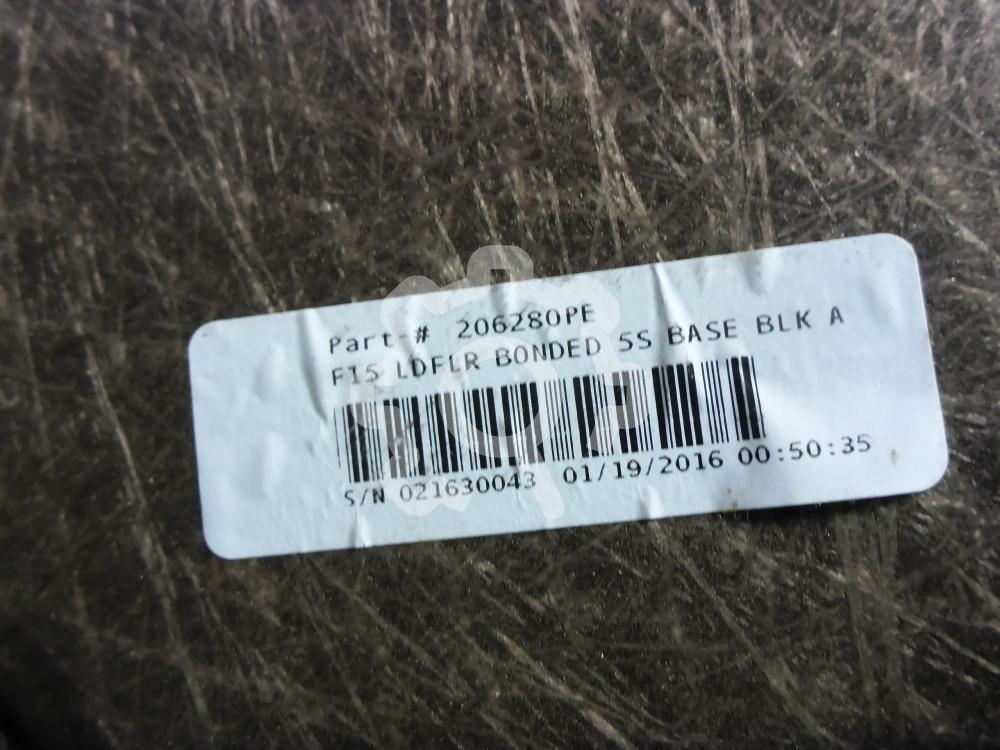 Part-# 206280PE
F15 LDFLR BONDED 5S BASE BLK A
S/N 021630043 01/19/2016 00:50:35